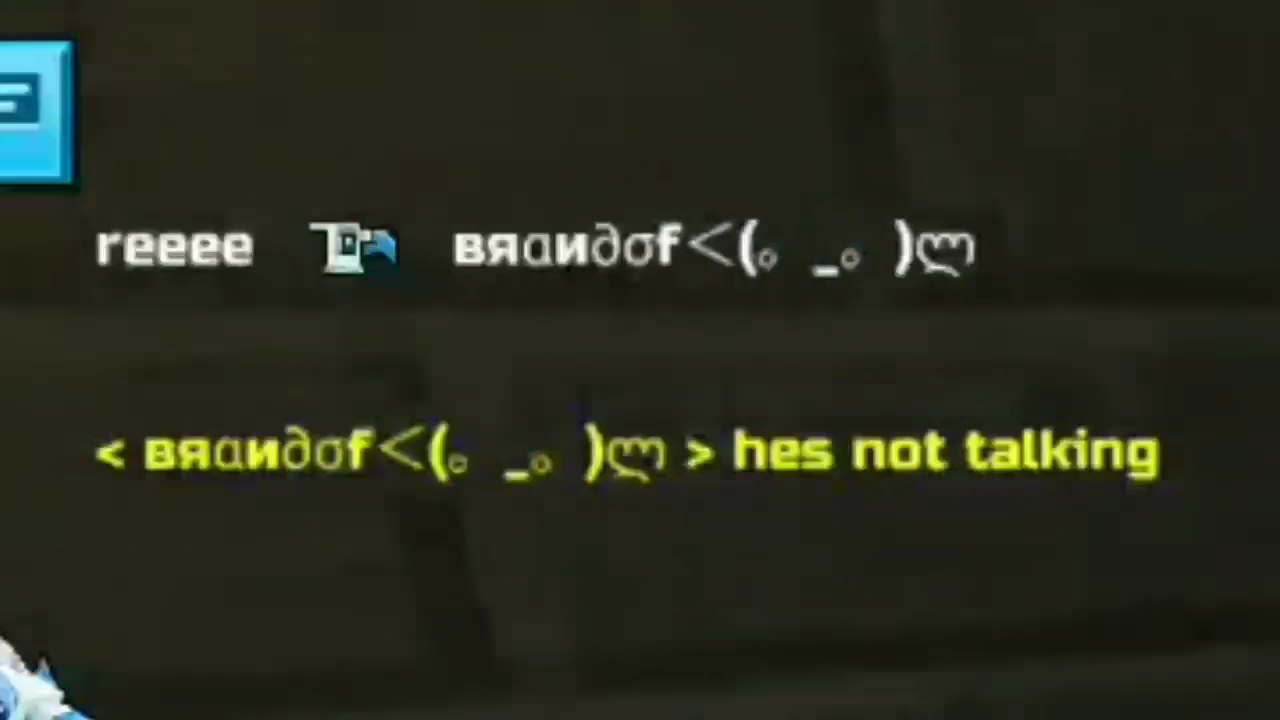 reeee вяαи∂σf＜(。 _。 )ლ
< вяαи∂σf＜(。 _。 )ლ > hes not talking